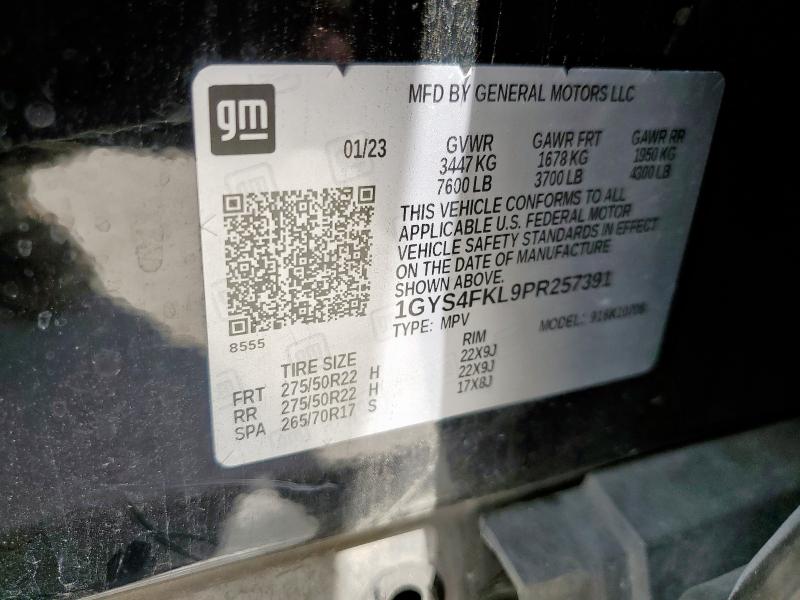 gm
MFD BY GENERAL MOTORS LLC
01/23
GVWR GAWR FRT GAWR RR
3447 KG 1678 KG 1950 KG
7600 LB 3700 LB 4300 LB
THIS VEHICLE CONFORMS TO ALL
APPLICABLE U.S. FEDERAL MOTOR
VEHICLE SAFETY STANDARDS IN EFFECT
ON THE DATE OF MANUFACTURE
SHOWN ABOVE.
1GYS4FKL9PR257391
TYPE: MPV MODEL:
8555
TIRE SIZE RIM
FRT 275/50R22 H 22X9J
RR 275/50R22 H 22X9J
SPA 265/70R17 S 17X8J